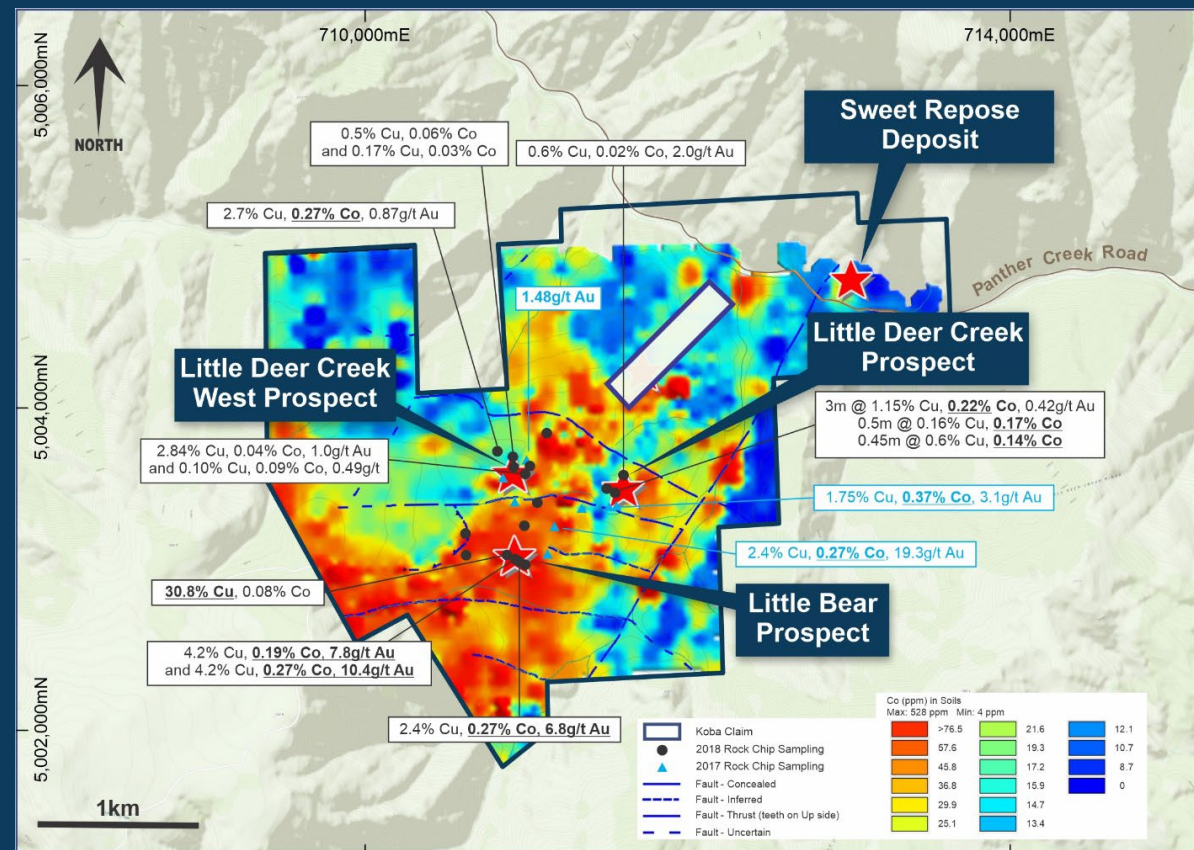 710,000mE
714,000mE
5,006,000mN
5,004,000mN
5,002,000mN
NORTH
Sweet Repose
Deposit
0.5% Cu, 0.06% Co
and 0.17% Cu, 0.03% Co
0.6% Cu, 0.02% Co, 2.0g/t Au
2.7% Cu, 0.27% Co, 0.87g/t Au
Panther Creek Road
1.48g/t Au
Little Deer Creek
West Prospect
Little Deer Creek
Prospect
3m @ 1.15% Cu, 0.22% Co, 0.42g/t Au
0.5m @ 0.16% Cu, 0.17% Co
0.45m @ 0.6% Cu, 0.14% Co
2.84% Cu, 0.04% Co, 1.0g/t Au
and 0.10% Cu, 0.09% Co, 0.49g/t
1.75% Cu, 0.37% Co, 3.1g/t Au
2.4% Cu, 0.27% Co, 19.3g/t Au
30.8% Cu, 0.08% Co
Little Bear
Prospect
4.2% Cu, 0.19% Co, 7.8g/t Au
and 4.2% Cu, 0.27% Co, 10.4g/t Au
2.4% Cu, 0.27% Co, 6.8g/t Au
1km
Koba Claim
2018 Rock Chip Sampling
2017 Rock Chip Sampling
Fault - Concealed
Fault - Inferred
Fault - Thrust (teeth on Up side)
Fault - Uncertain
Co (ppm) in Soils
Max: 528 ppm Min: 4 ppm
>76.5
57.6
45.8
36.8
29.9
25.1
21.6
19.3
17.2
15.9
14.7
13.4
12.1
10.7
8.7
0